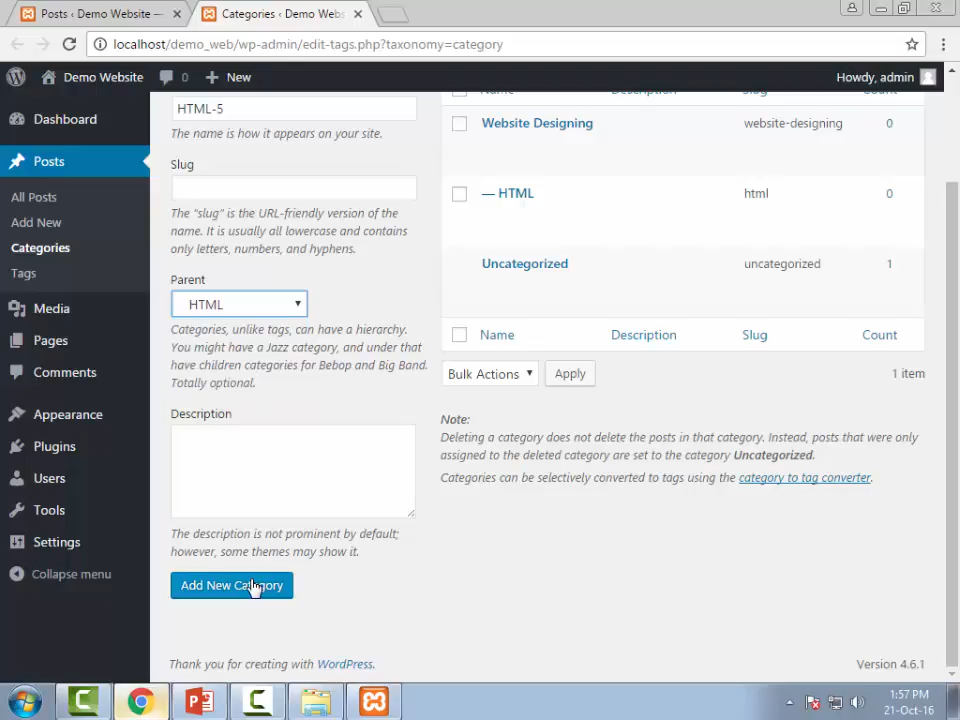 Posts ‹ Demo Website —
Categories ‹ Demo Webs
localhost/demo_web/wp-admin/edit-tags.php?taxonomy=category
Demo Website
0
New
Howdy, admin
Dashboard
Posts
All Posts
Add New
Categories
Tags
Media
Pages
Comments
Appearance
Plugins
Users
Tools
Settings
Collapse menu
HTML-5
The name is how it appears on your site.
Slug
The "slug" is the URL-friendly version of the
name. It is usually all lowercase and contains
only letters, numbers, and hyphens.
Parent
HTML
Categories, unlike tags, can have a hierarchy.
You might have a Jazz category, and under that
have children categories for Bebop and Big Band.
Totally optional.
Description
The description is not prominent by default;
however, some themes may show it.
Add New Category
Name Description Slug Count
Website Designing website-designing 0
— HTML html 0
Uncategorized uncategorized 1
Name Description Slug Count
Bulk Actions Apply 1 item
Note:
Deleting a category does not delete the posts in that category. Instead, posts that were only
assigned to the deleted category are set to the category Uncategorized.
Categories can be selectively converted to tags using the category to tag converter.
Thank you for creating with WordPress.
Version 4.6.1
1:57 PM
21-Oct-16